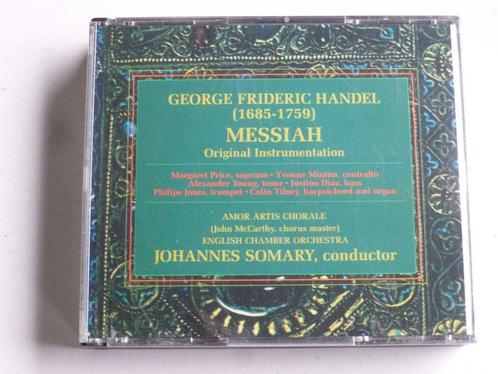 GEORGE FRIDERIC HANDEL
(1685-1759)
MESSIAH
Original Instrumentation
Margaret Price, soprano · Yvonne Minton, contralto
Alexander Young, tenor · Justino Diaz, bass
Philips Jones, trumpet · Colin Tilney, harpsichord and organ
AMOR ARTIS CHORALE
(John McCarthy, chorus master)
ENGLISH CHAMBER ORCHESTRA
JOHANNES SOMARY, conductor